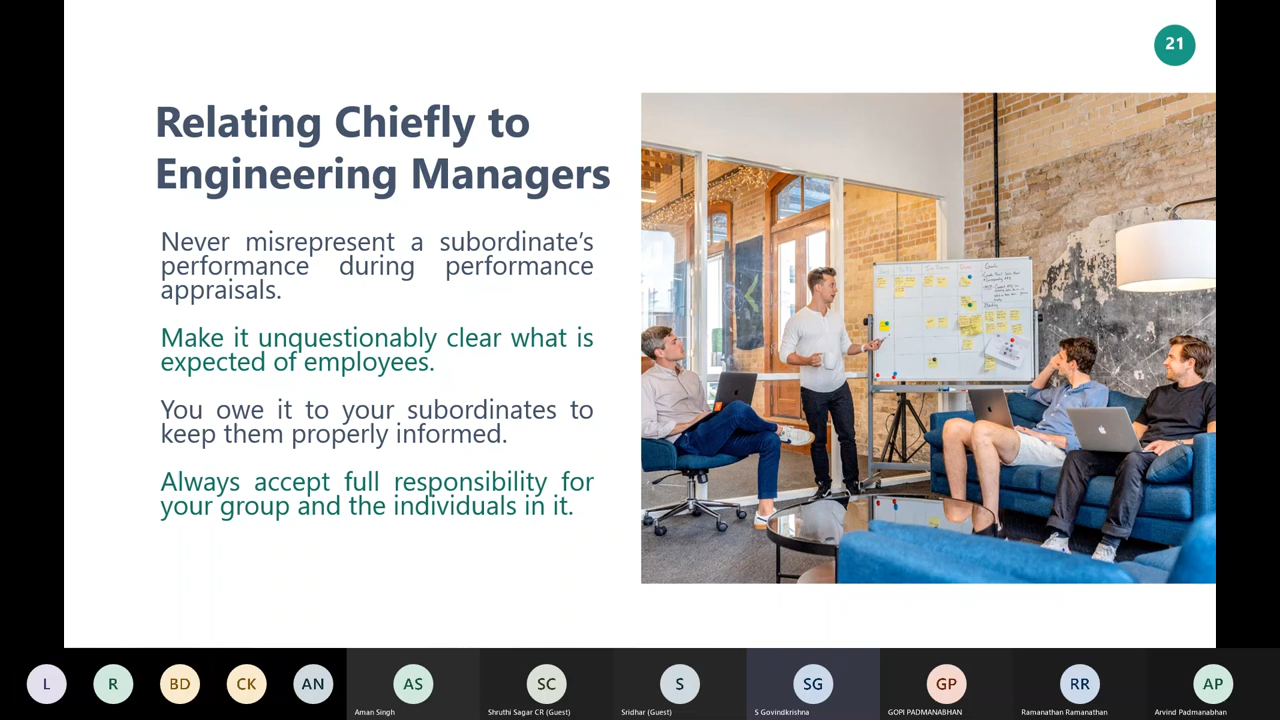 21
Relating Chiefly to
Engineering Managers
Never misrepresent a subordinate's
performance during performance
appraisals.
Make it unquestionably clear what is
expected of employees.
You owe it to your subordinates to
keep them properly informed.
Always accept full responsibility for
your group and the individuals in it.
L R BD CK AN AS SC S SG GP RR AP
Aman Singh Shruthi Sagar CR (Guest) Sridhar (Guest) S Govindkrishna GOPI PADMANABHAN Ramanathan Ramanathan Arvind Padmanabhan